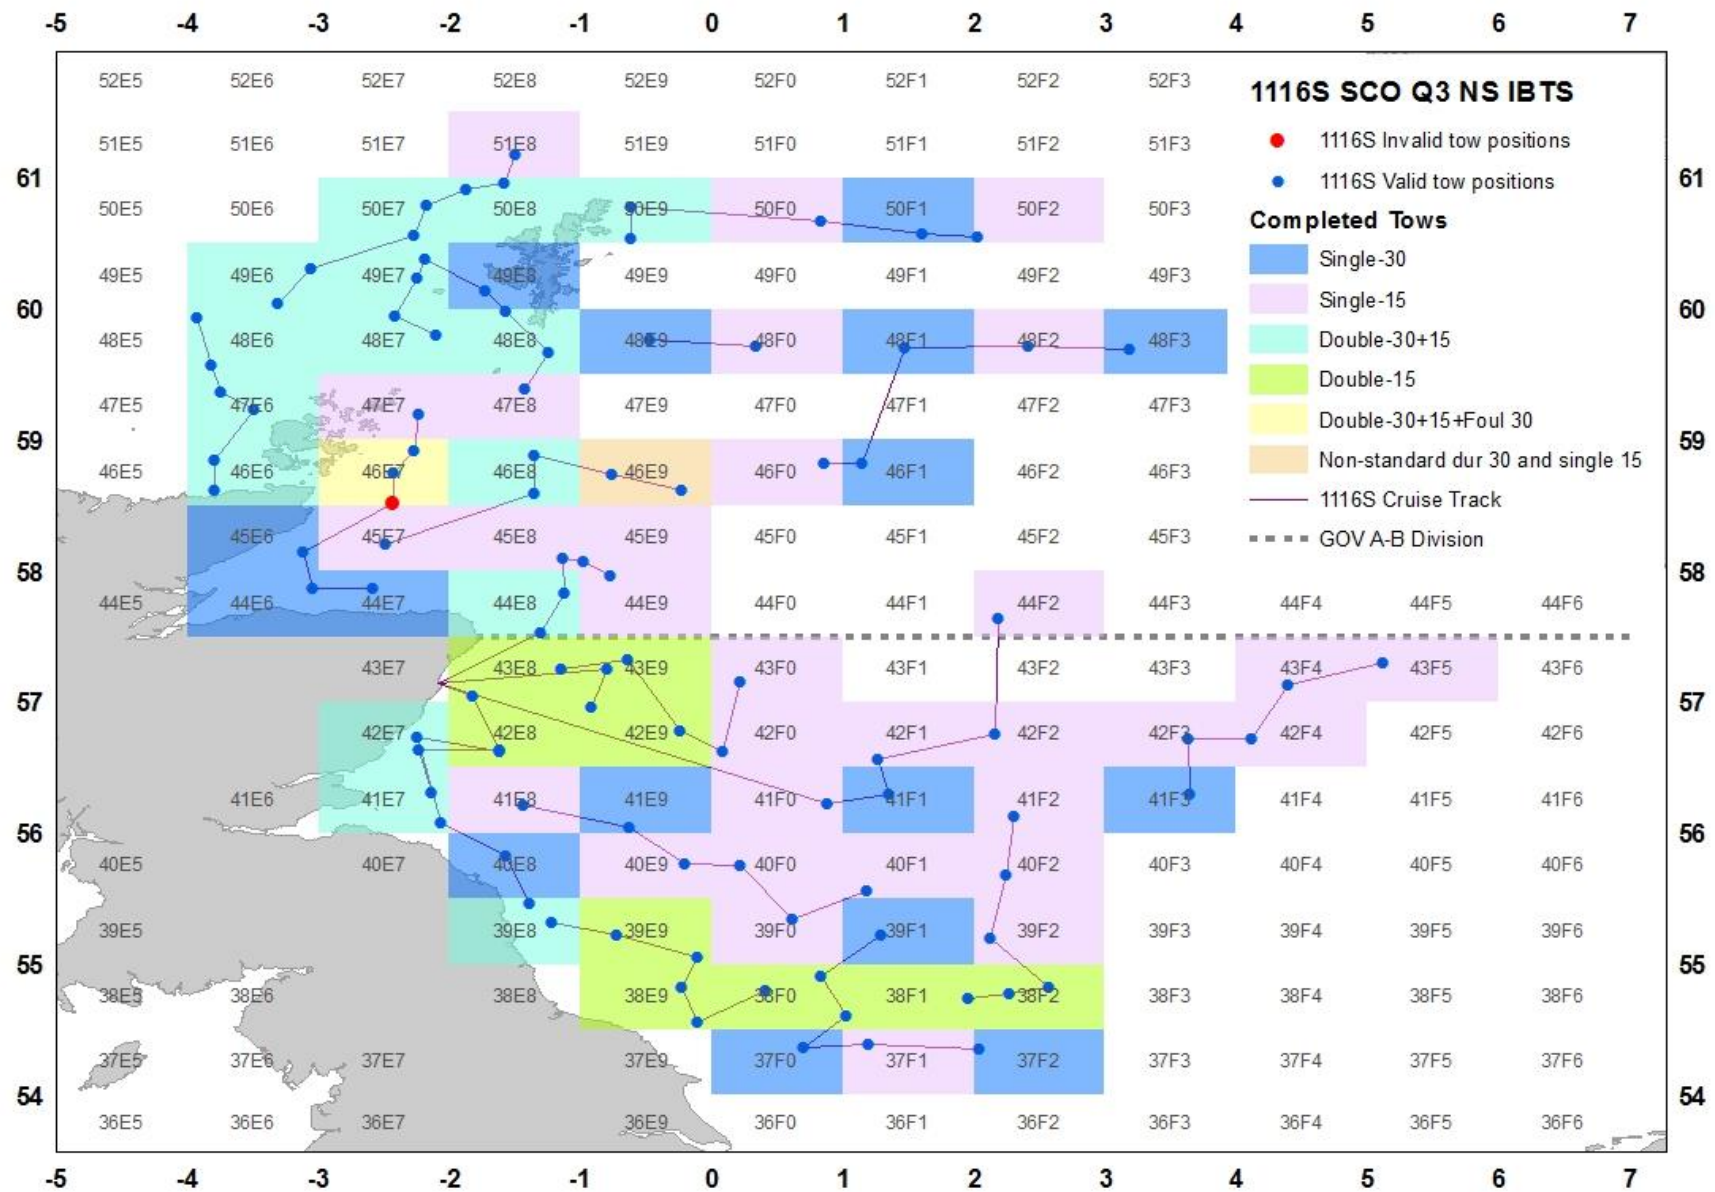 -5 -4 -3 -2 -1 0 1 2 3 4 5 6 7
52E5 52E6 52E7 52E8 52E9 52F0 52F1 52F2 52F3
1116S SCO Q3 NS IBTS
1116S Invalid tow positions
1116S Valid tow positions
Completed Tows
Single-30
Single-15
Double-30+15
Double-15
Double-30+15+Foul 30
Non-standard dur 30 and single 15
1116S Cruise Track
GOV A-B Division
51E5 51E6 51E7 51E8 51E9 51F0 51F1 51F2 51F3
61 61
50E5 50E6 50E7 50E8 50E9 50F0 50F1 50F2 50F3
49E5 49E6 49E7 49E8 49E9 49F0 49F1 49F2 49F3
60 60
48E5 48E6 48E7 48E8 48E9 48F0 48F1 48F2 48F3
47E5 47E6 47E7 47E8 47E9 47F0 47F1 47F2 47F3
59 59
46E5 46E6 46E7 46E8 46E9 46F0 46F1 46F2 46F3
45E6 45E7 45E8 45E9 45F0 45F1 45F2 45F3
58 58
44E5 44E6 44E7 44E8 44E9 44F0 44F1 44F2 44F3 44F4 44F5 44F6
43E7 43E8 43E9 43F0 43F1 43F2 43F3 43F4 43F5 43F6
57 57
42E7 42E8 42E9 42F0 42F1 42F2 42F3 42F4 42F5 42F6
41E6 41E7 41E8 41E9 41F0 41F1 41F2 41F3 41F4 41F5 41F6
56 56
40E5 40E7 40E8 40E9 40F0 40F1 40F2 40F3 40F4 40F5 40F6
39E5 39E8 39E9 39F0 39F1 39F2 39F3 39F4 39F5 39F6
55 55
38E5 38E6 38E8 38E9 38F0 38F1 38F2 38F3 38F4 38F5 38F6
37E5 37E6 37E7 37E9 37F0 37F1 37F2 37F3 37F4 37F5 37F6
54 54
36E5 36E6 36E7 36E9 36F0 36F1 36F2 36F3 36F4 36F5 36F6
-5 -4 -3 -2 -1 0 1 2 3 4 5 6 7